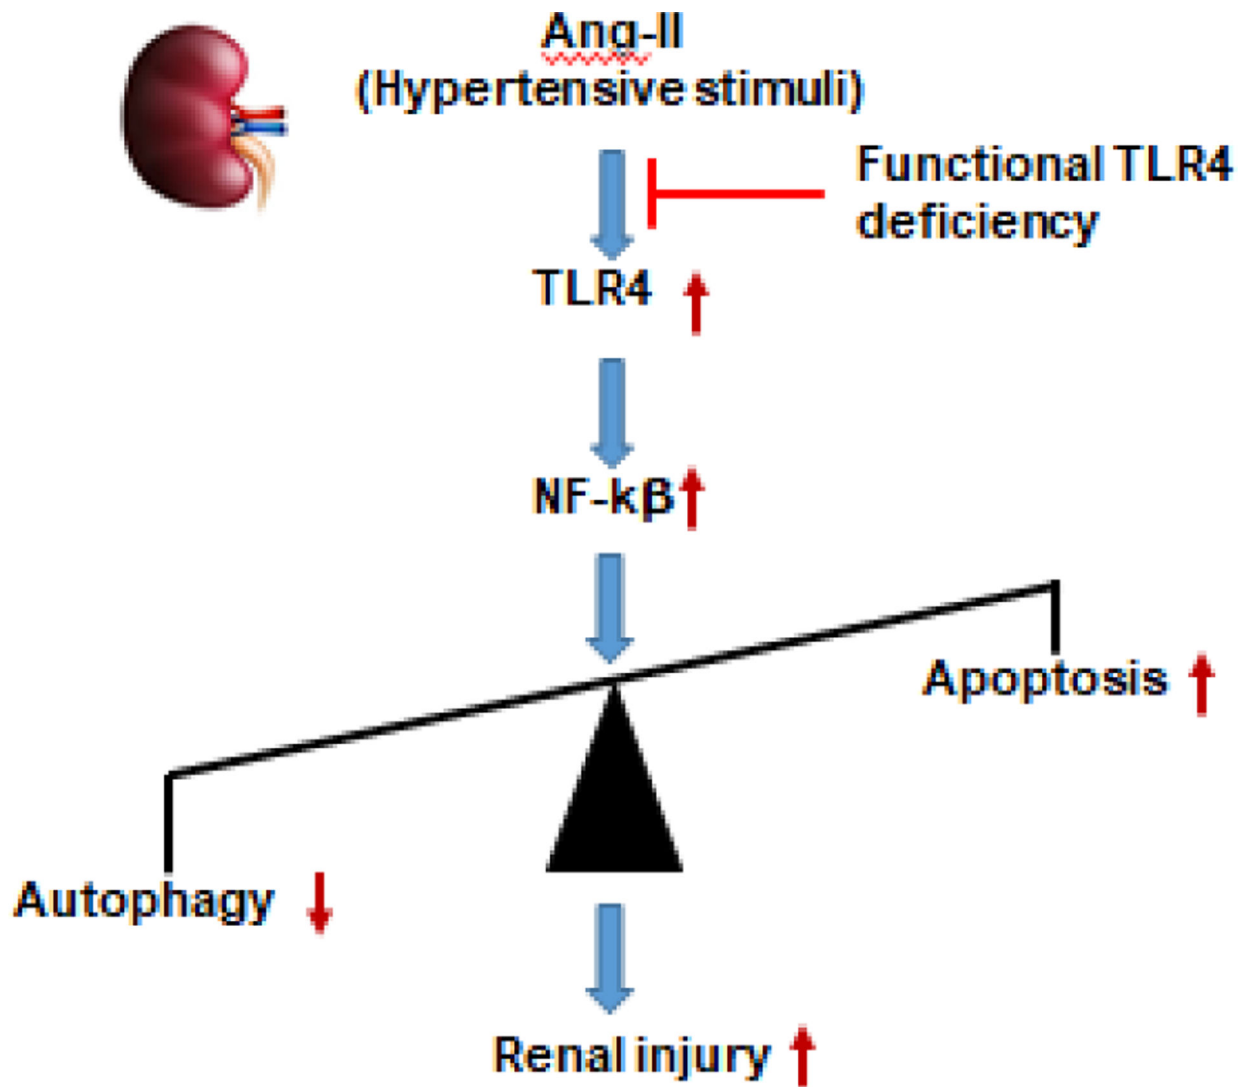 Ang-II
(Hypertensive stimuli)
Functional TLR4
deficiency
TLR4
NF-kβ
Apoptosis
Autophagy
Renal injury